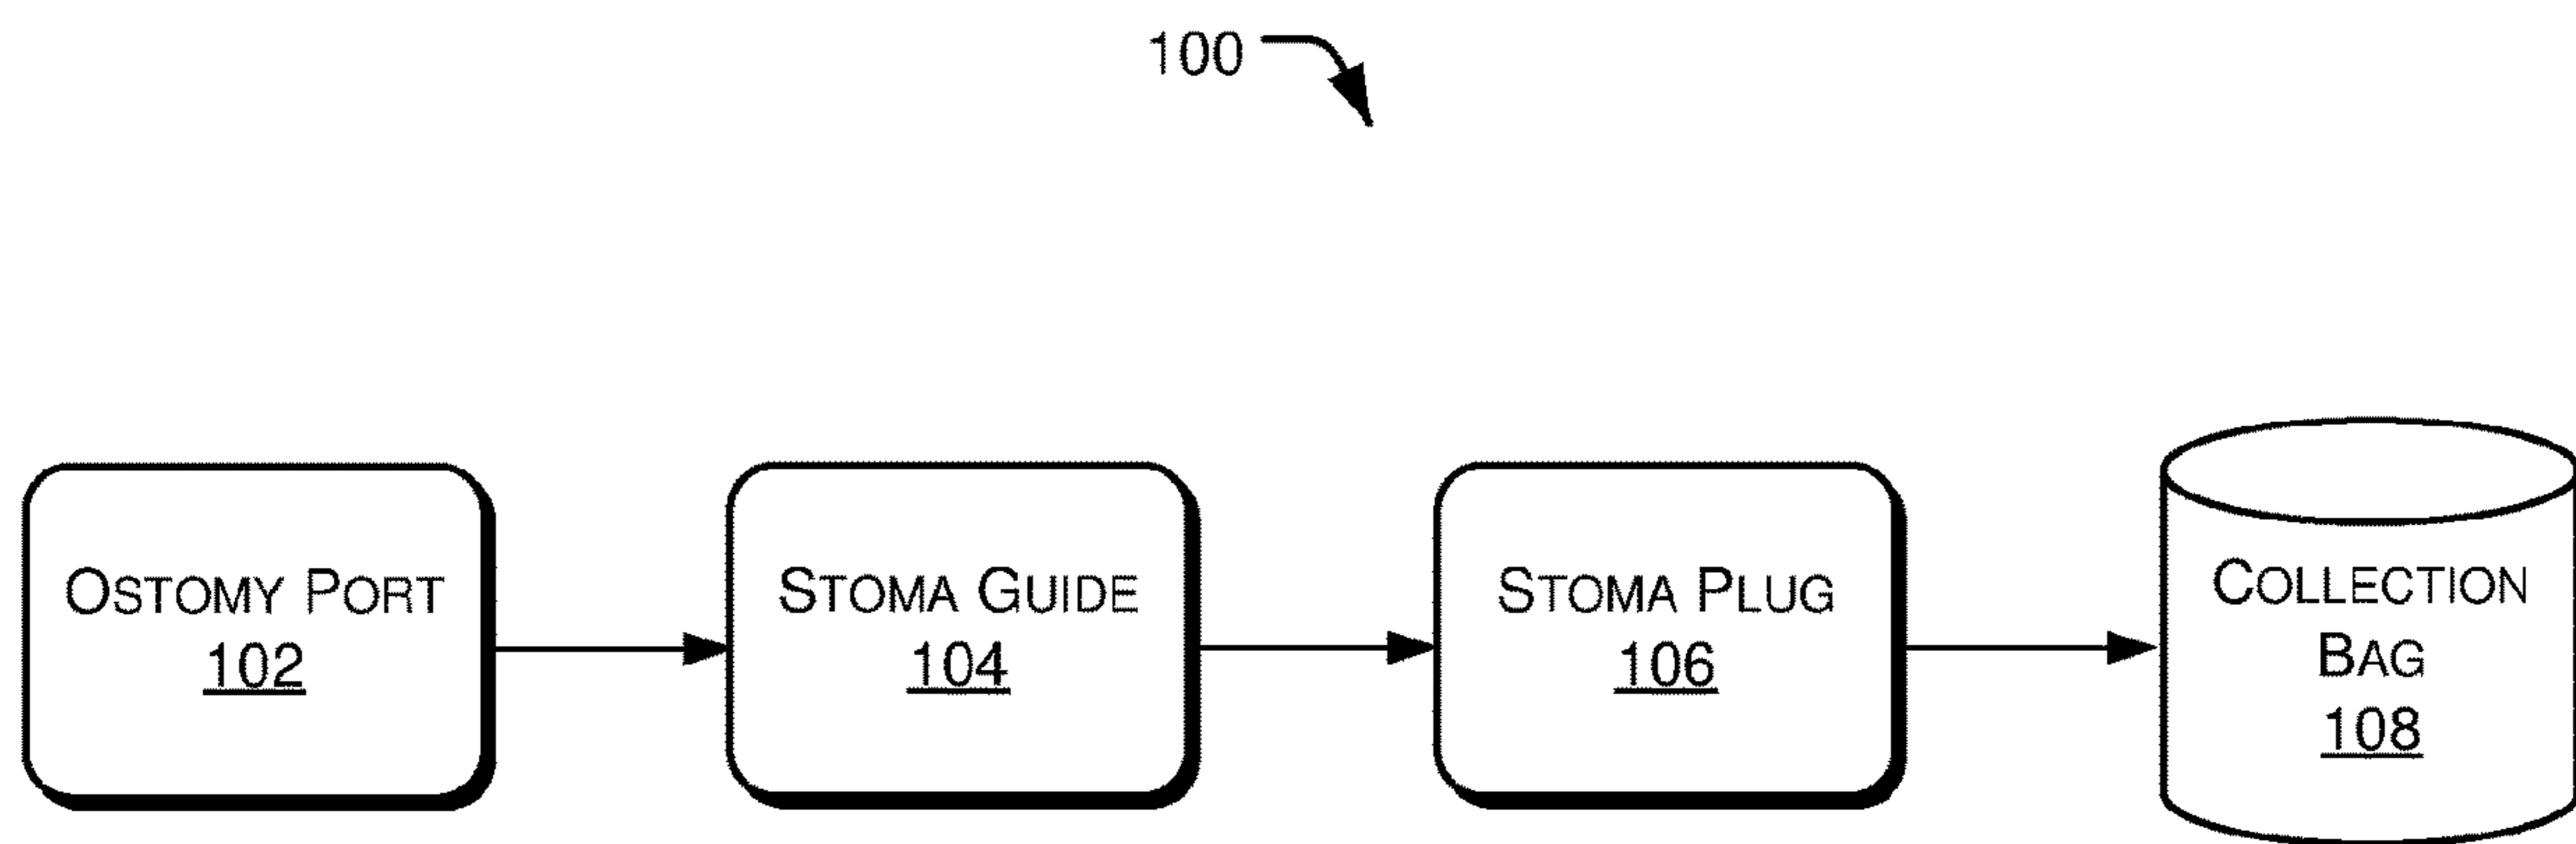 100
OSTOMY PORT
102
STOMA GUIDE
104
STOMA PLUG
106
COLLECTION
BAG
108